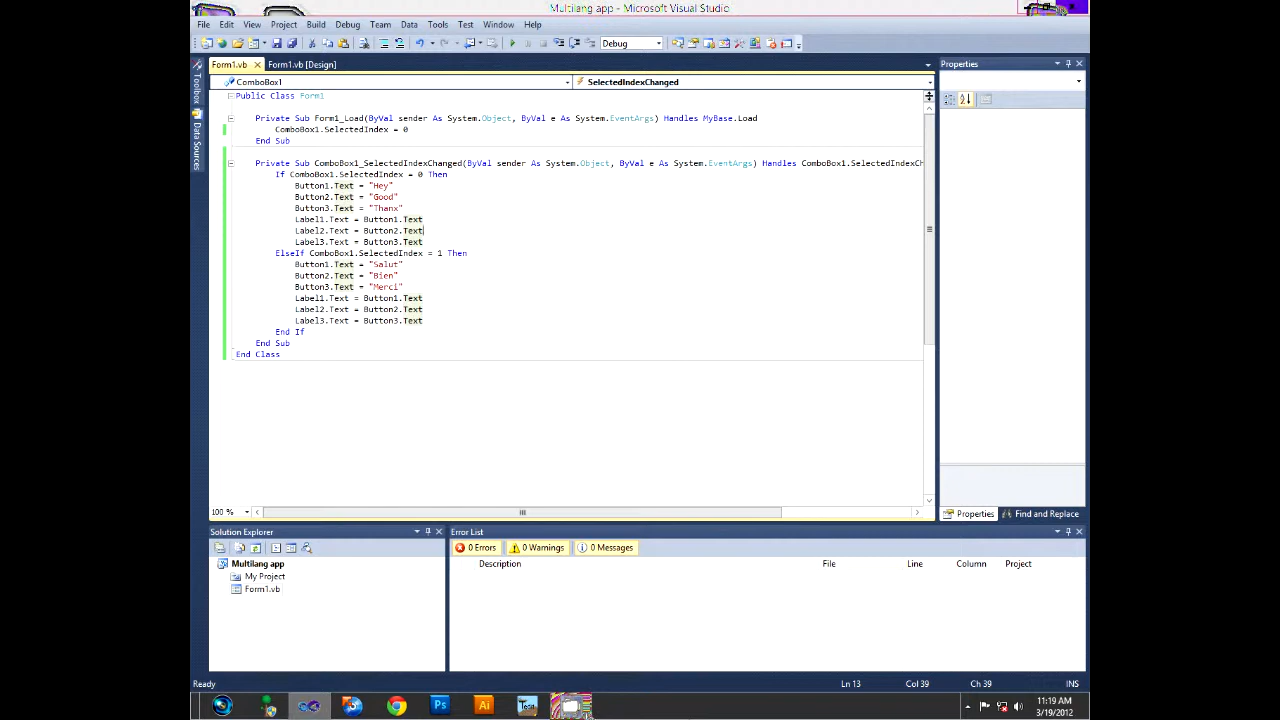 Multilang app - Microsoft Visual Studio
File Edit View Project Build Debug Team Data Tools Test Window Help
Debug
Form1.vb Form1.vb [Design]
Properties
ComboBox1 SelectedIndexChanged
Toolbox
Data Sources
Public Class Form1
Private Sub Form1_Load(ByVal sender As System.Object, ByVal e As System.EventArgs) Handles MyBase.Load
ComboBox1.SelectedIndex = 0
End Sub
Private Sub ComboBox1_SelectedIndexChanged(ByVal sender As System.Object, ByVal e As System.EventArgs) Handles ComboBox1.SelectedIndexCh
If ComboBox1.SelectedIndex = 0 Then
Button1.Text = "Hey"
Button2.Text = "Good"
Button3.Text = "Thanx"
Label1.Text = Button1.Text
Label2.Text = Button2.Text
Label3.Text = Button3.Text
ElseIf ComboBox1.SelectedIndex = 1 Then
Button1.Text = "Salut"
Button2.Text = "Bien"
Button3.Text = "Merci"
Label1.Text = Button1.Text
Label2.Text = Button2.Text
Label3.Text = Button3.Text
End If
End Sub
End Class
100 %
Properties Find and Replace
Solution Explorer
Error List
0 Errors 0 Warnings 0 Messages
Description File Line Column Project
Multilang app
My Project
Form1.vb
Ready Ln 13 Col 39 Ch 39 INS
Ps Ai
11:19 AM
3/19/2012